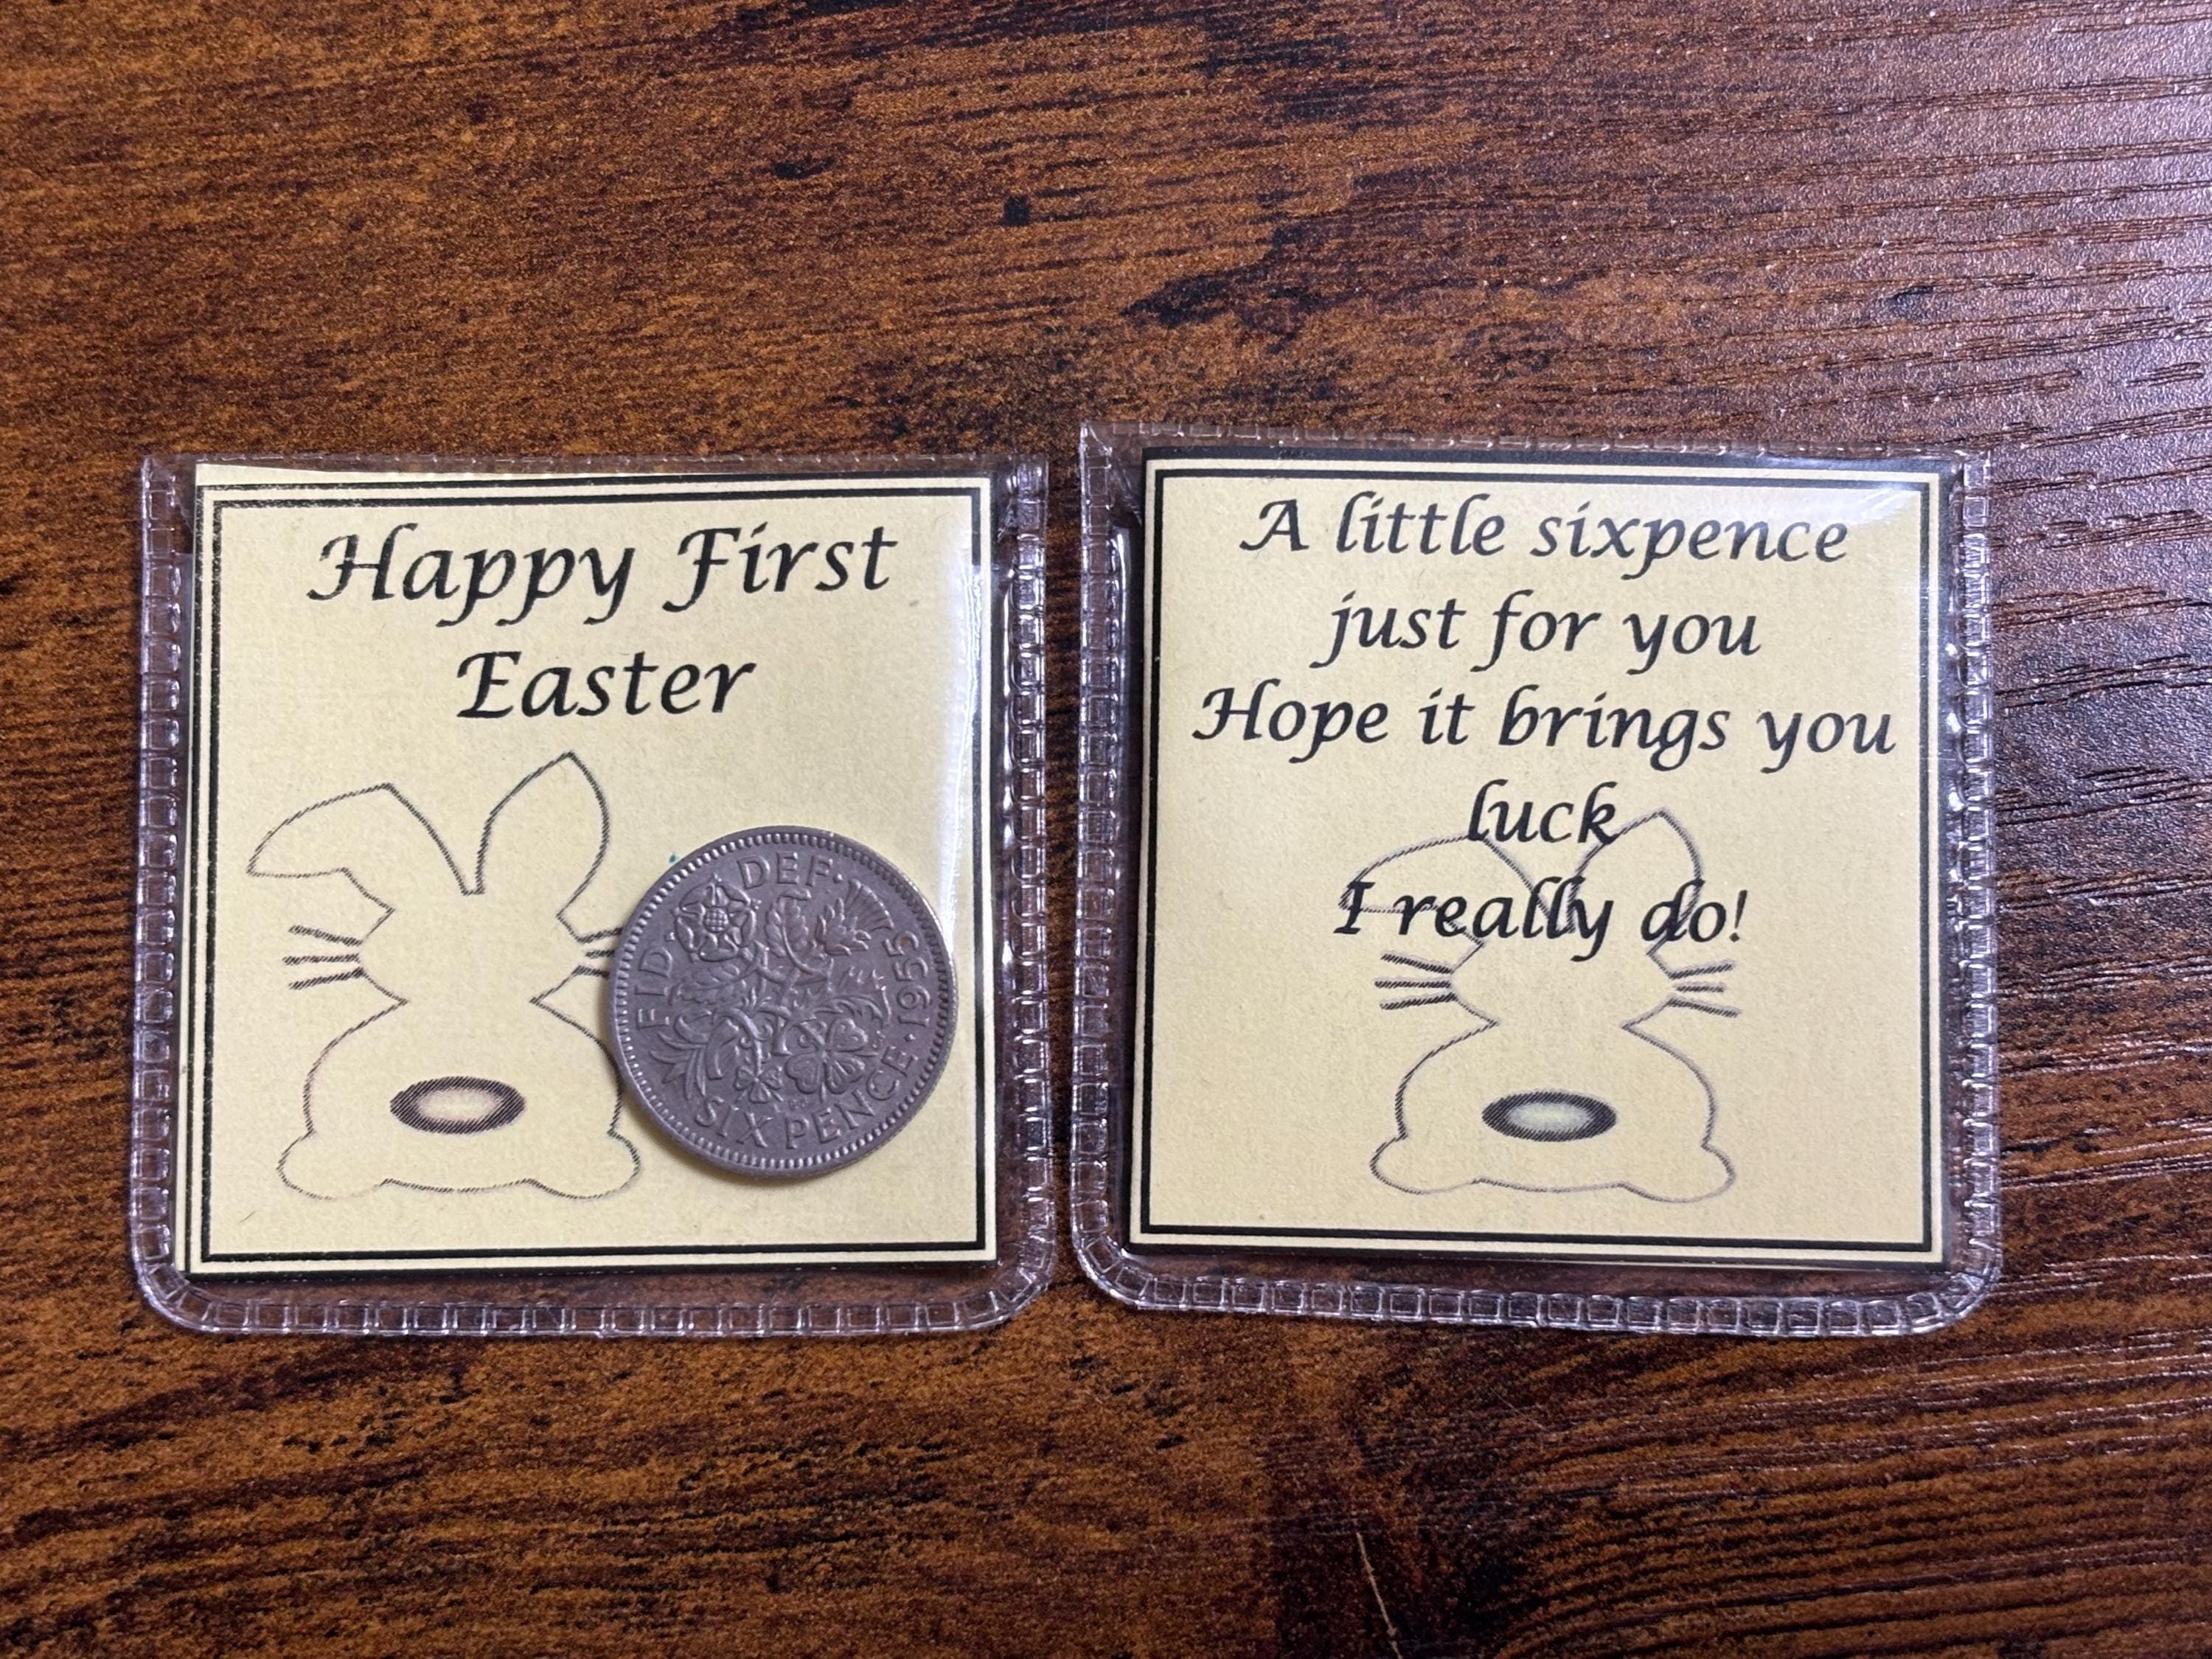 Happy First
Easter
FID· DEF· 1955·
SIXPENCE
A little sixpence
just for you
Hope it brings you
luck
I really do!